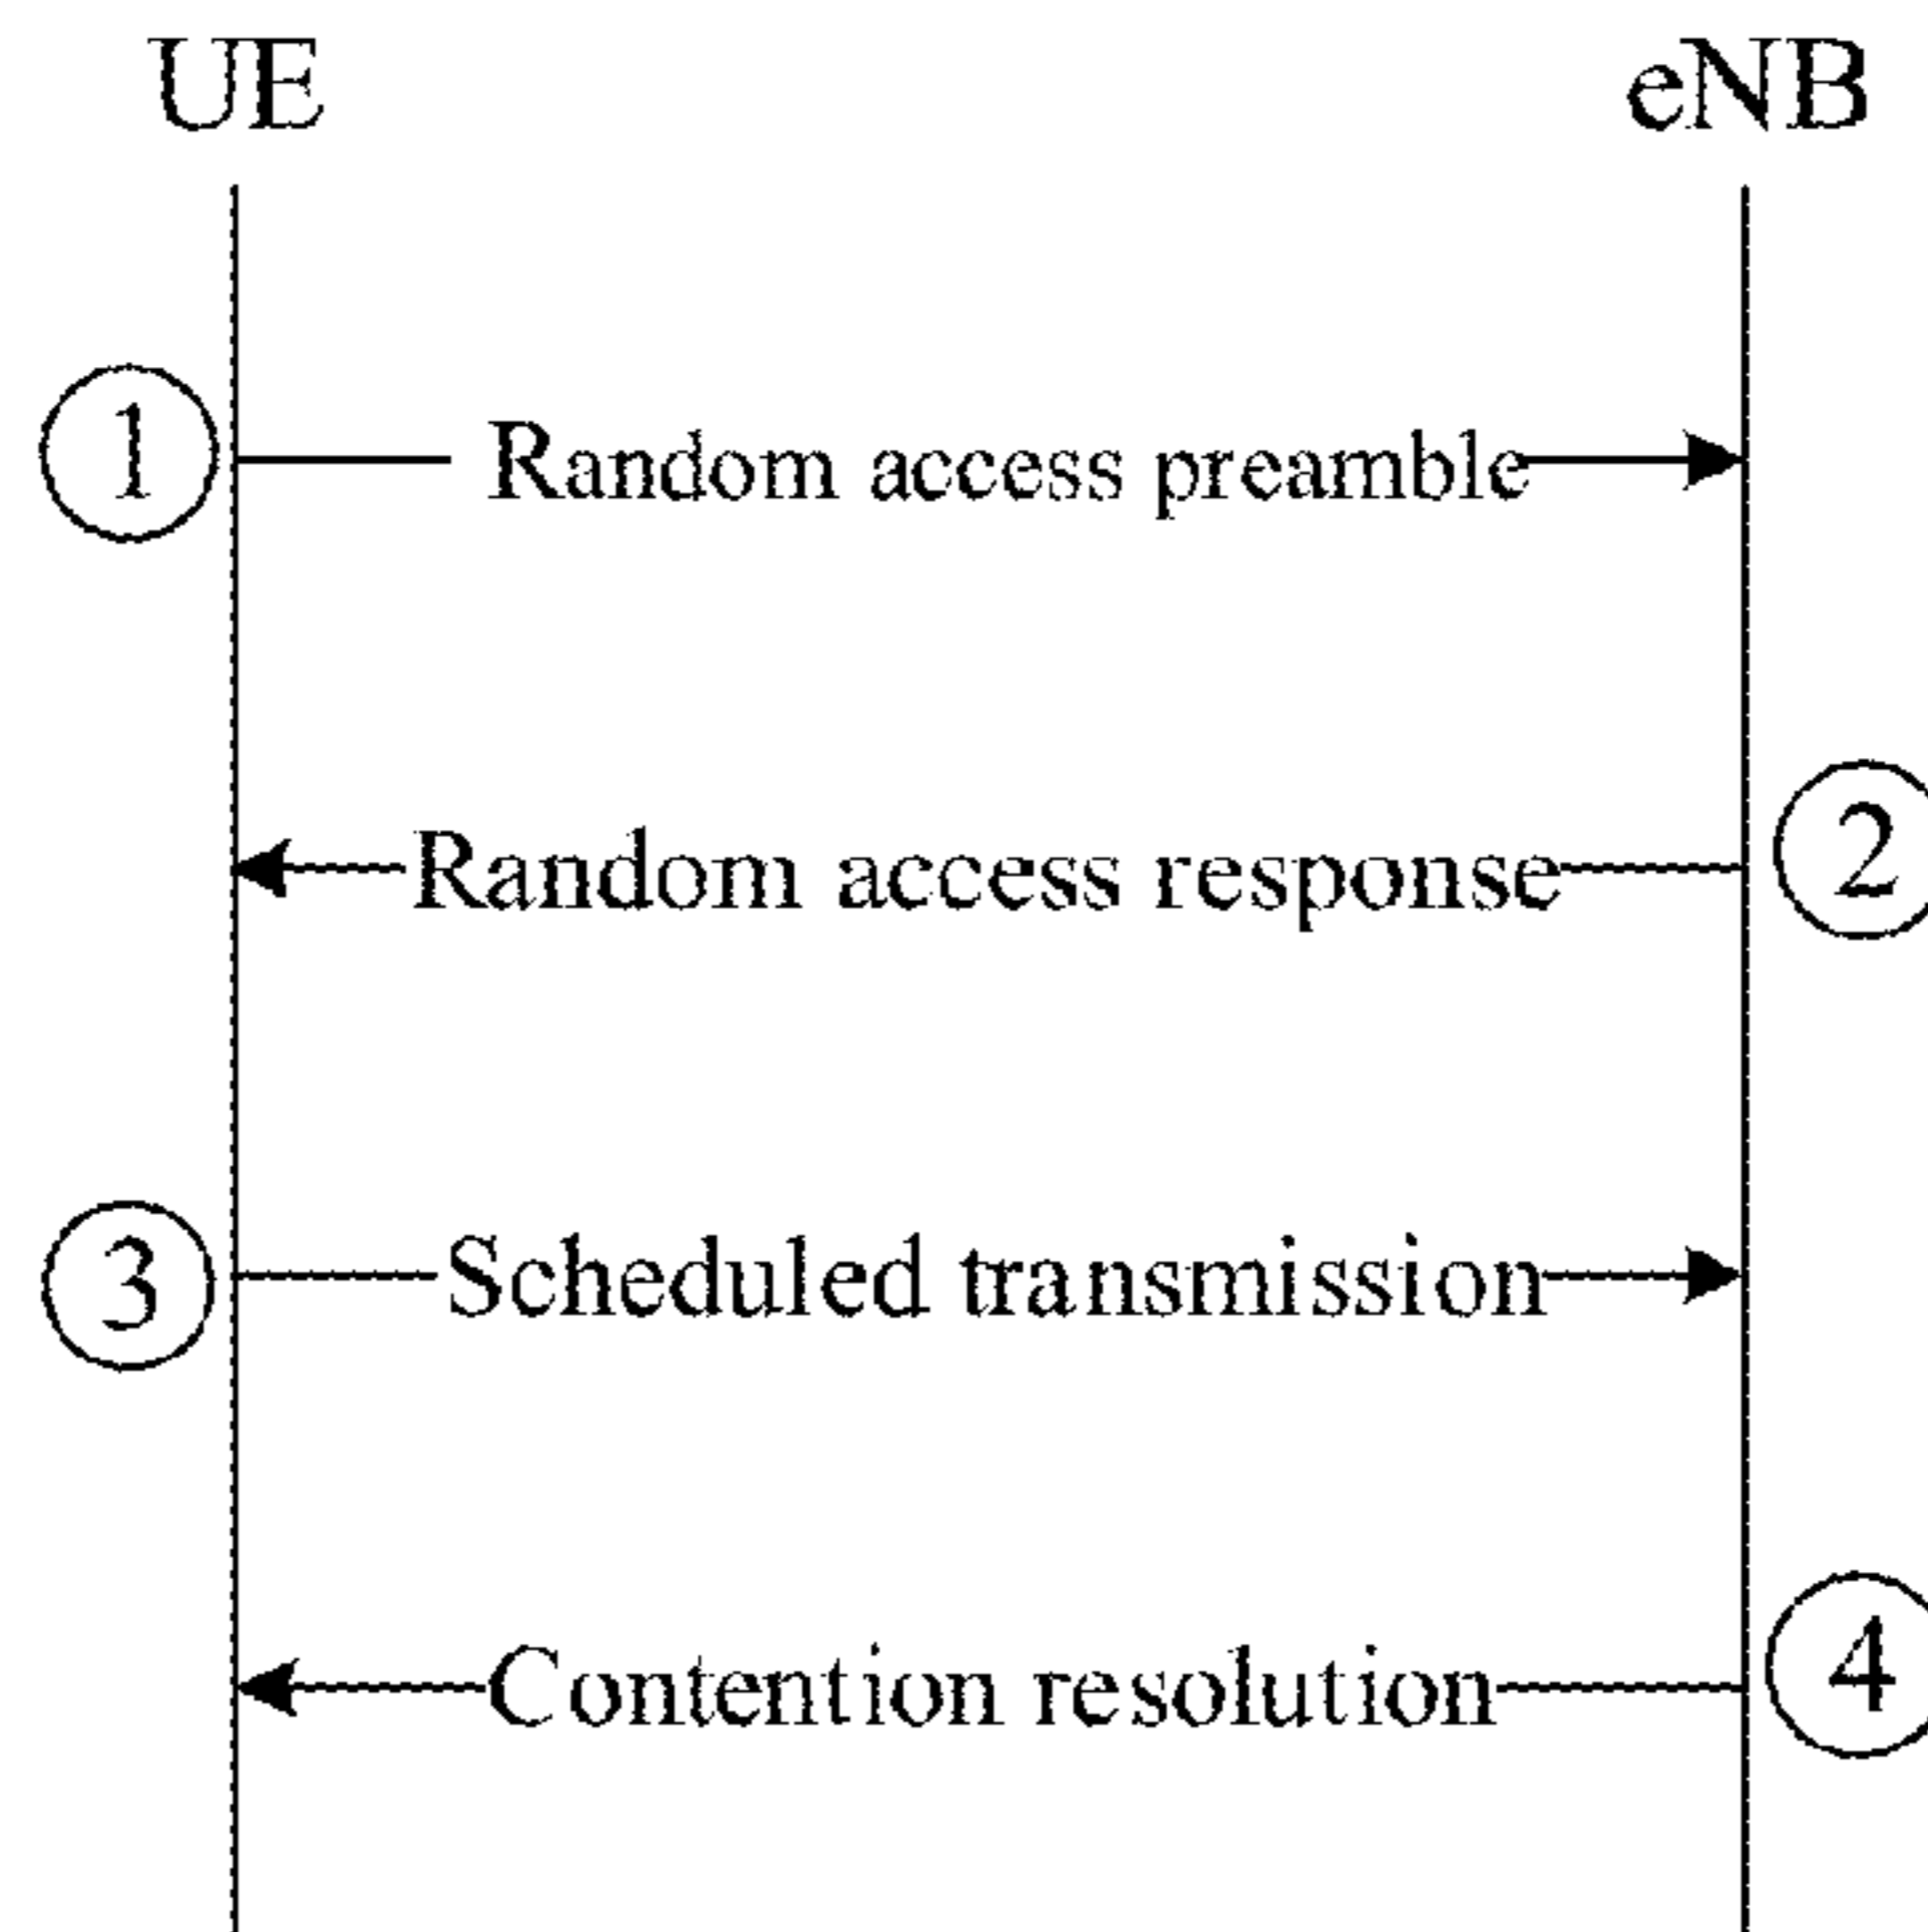 UE eNB
1 Random access preamble
Random access response 2
3 Scheduled transmission
Contention resolution 4